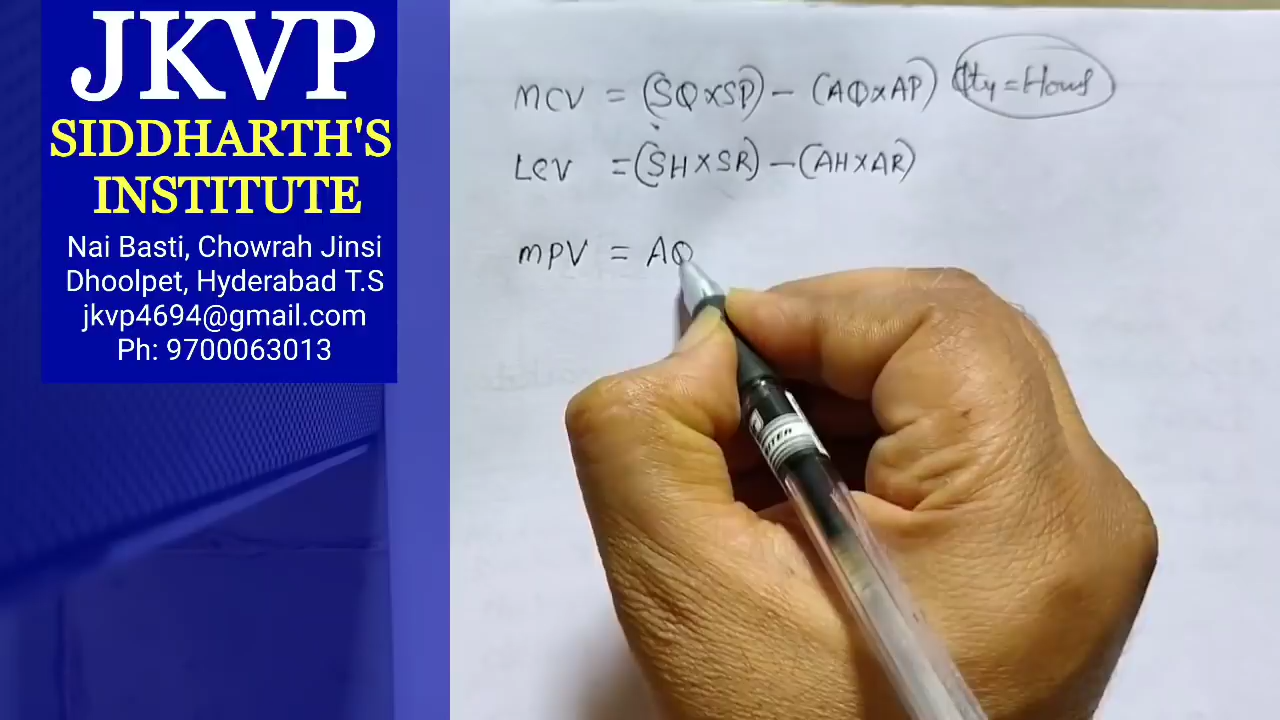 JKVP
SIDDHARTH'S
INSTITUTE
Nai Basti, Chowrah Jinsi
Dhoolpet, Hyderabad T.S
jkvp4694@gmail.com
Ph: 9700063013
MCV = (SQ×SP) - (AQ×AP) Qty = Hours
LCV = (SH×SR) - (AH×AR)
MPV = AQ